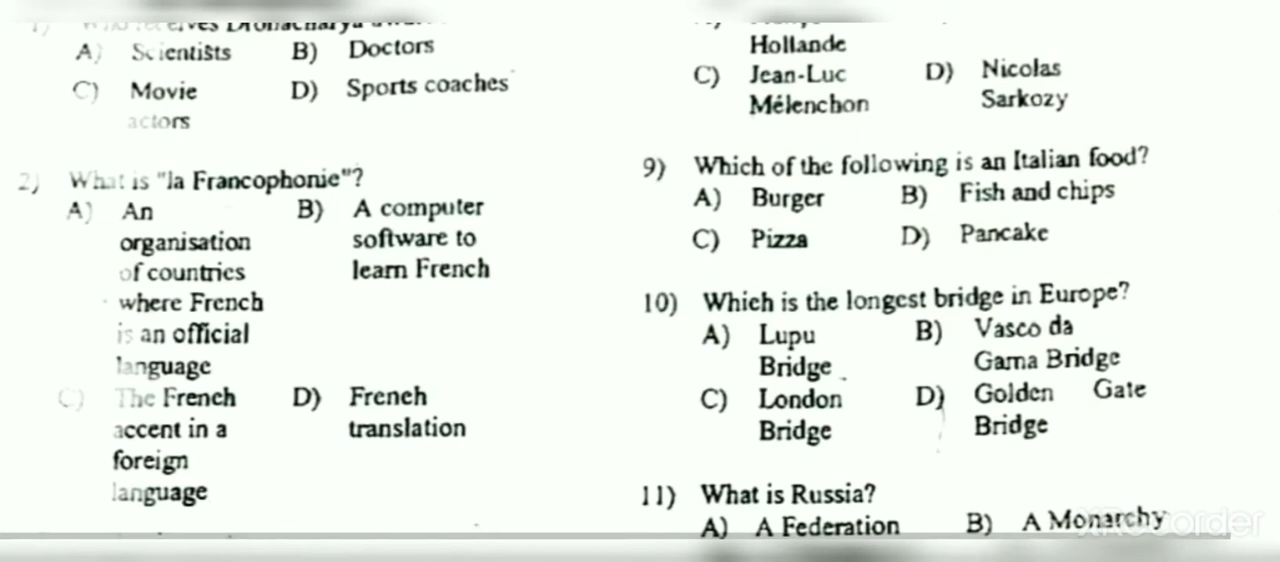 A) Scientists B) Doctors
C) Movie actors D) Sports coaches
2) What is "la Francophonie"?
A) An organisation of countries where French is an official language
B) A computer software to learn French
C) The French accent in a foreign language
D) French translation
Hollande
C) Jean-Luc Mélenchon D) Nicolas Sarkozy
9) Which of the following is an Italian food?
A) Burger B) Fish and chips
C) Pizza D) Pancake
10) Which is the longest bridge in Europe?
A) Lupu Bridge B) Vasco da Gama Bridge
C) London Bridge D) Golden Gate Bridge
11) What is Russia?
A) A Federation B) A Monarchy
XRecorder